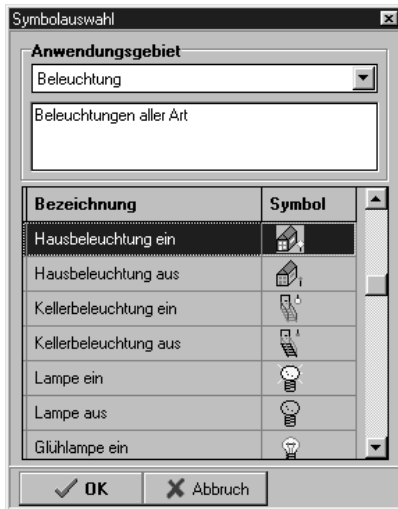 Symbolauswahl
Anwendungsgebiet
Beleuchtung
Beleuchtungen aller Art
Bezeichnung Symbol
Hausbeleuchtung ein
Hausbeleuchtung aus
Kellerbeleuchtung ein
Kellerbeleuchtung aus
Lampe ein
Lampe aus
Glühlampe ein
OK Abbruch